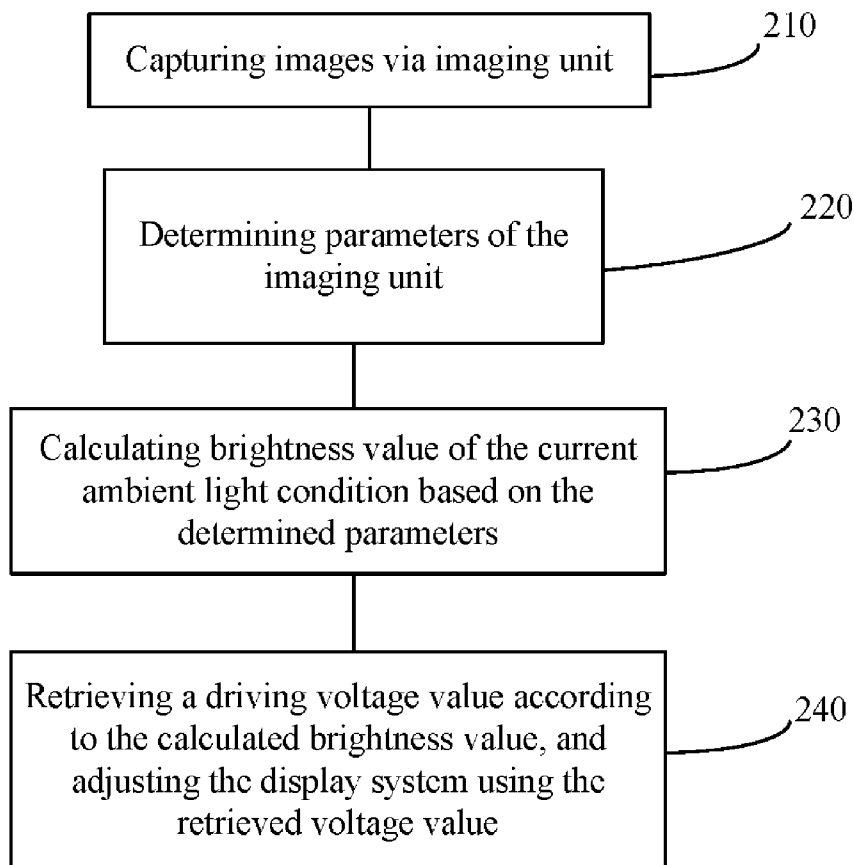 210
Capturing images via imaging unit
220
Determining parameters of the
imaging unit
230
Calculating brightness value of the current
ambient light condition based on the
determined parameters
240
Retrieving a driving voltage value according
to the calculated brightness value, and
adjusting the display system using the
retrieved voltage value